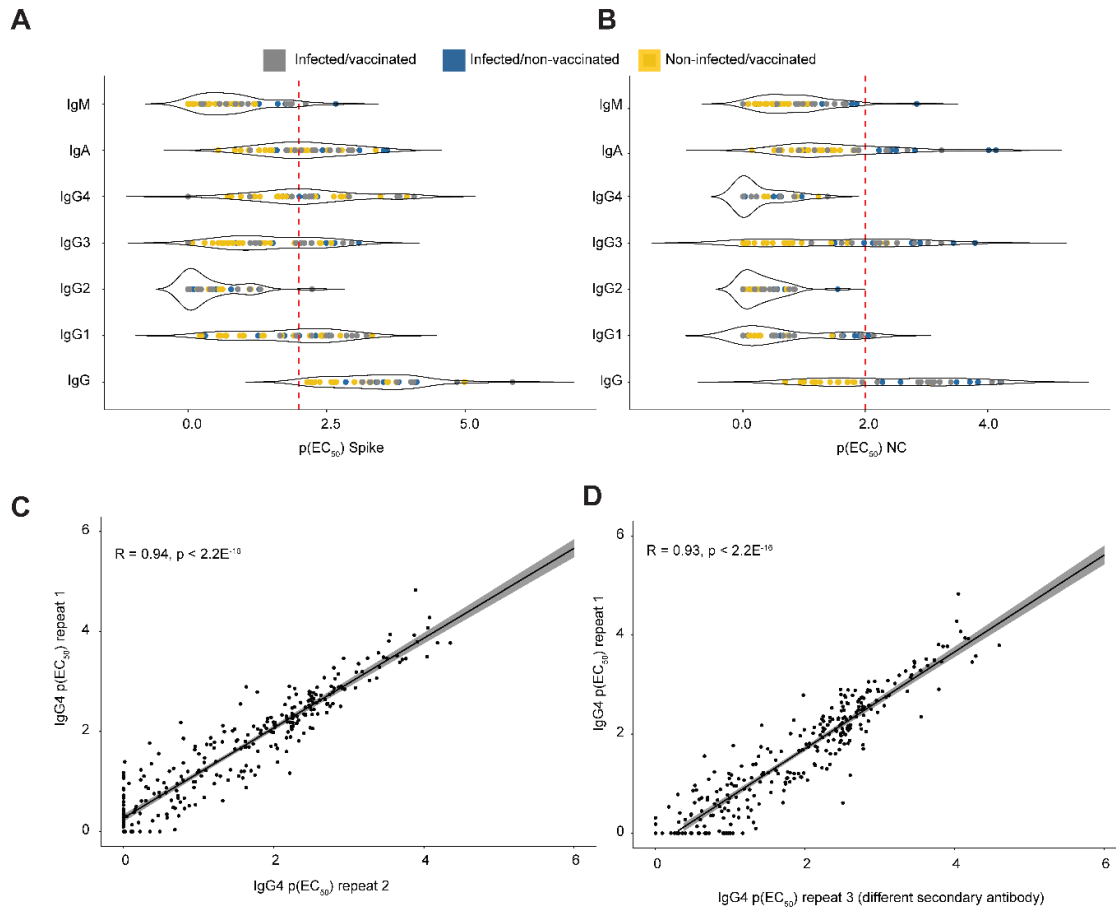 A
B
Infected/vaccinated Infected/non-vaccinated Non-infected/vaccinated
IgM
IgA
IgG4
IgG3
IgG2
IgG1
IgG
0.0 2.5 5.0
p(EC50) Spike
IgM
IgA
IgG4
IgG3
IgG2
IgG1
IgG
0.0 2.0 4.0
p(EC50) NC
C
R = 0.94, p < 2.2E-16
6
4
2
0
IgG4 p(EC50) repeat 1
0 2 4 6
IgG4 p(EC50) repeat 2
D
R = 0.93, p < 2.2E-16
6
4
2
0
IgG4 p(EC50) repeat 1
0 2 4 6
IgG4 p(EC50) repeat 3 (different secondary antibody)